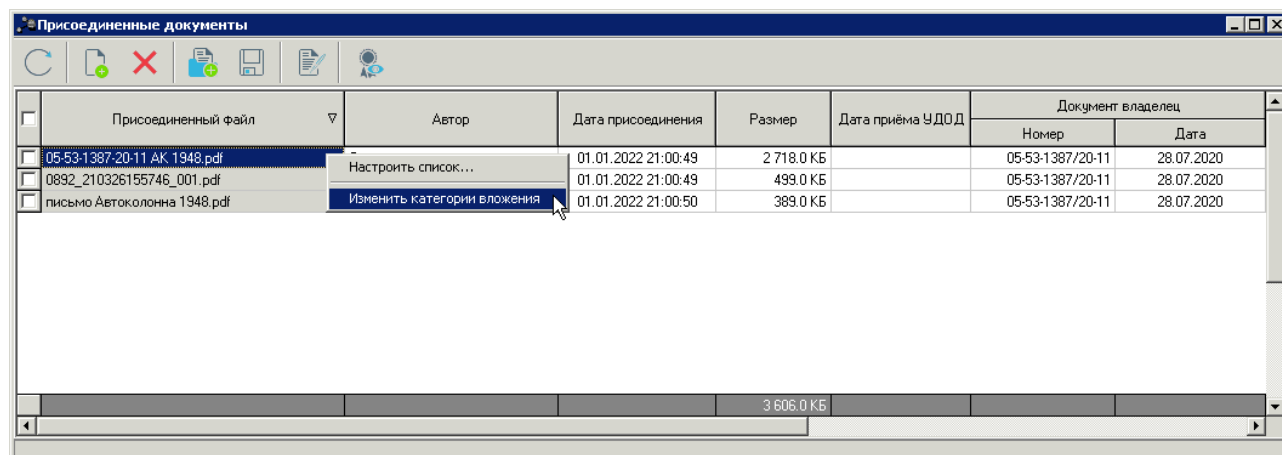 Присоединенные документы
Присоединенный файл Автор Дата присоединения Размер Дата приёма УДОД Документ владелец
Номер Дата
05-53-1387-20-11 АК 1948.pdf 01.01.2022 21:00:49 2 718.0 КБ 05-53-1387/20-11 28.07.2020
Настроить список...
0892_210326155746_001.pdf 01.01.2022 21:00:49 499.0 КБ 05-53-1387/20-11 28.07.2020
письмо Автоколонна 1948.pdf Изменить категории вложения 01.01.2022 21:00:50 389.0 КБ 05-53-1387/20-11 28.07.2020
3 606.0 КБ